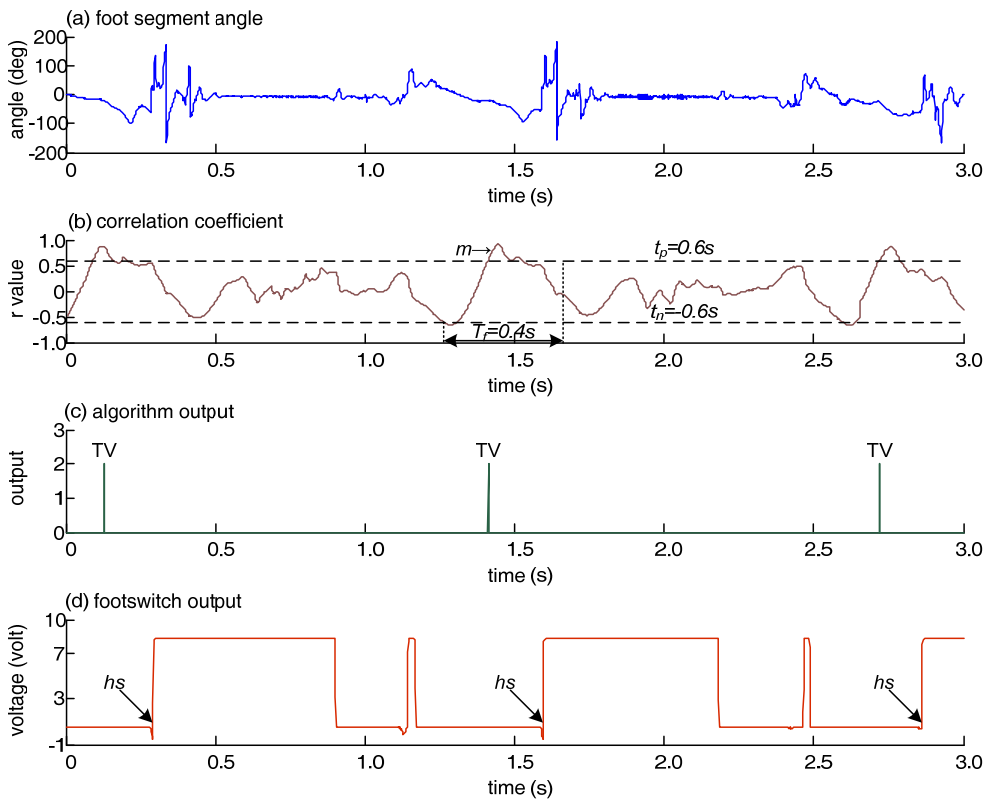 (a) foot segment angle
angle (deg)
200
100
0
-100
-200
0
0.5
1.0
1.5
2.0
2.5
3.0
time (s)
(b) correlation coefficient
r value
1.0
0.5
0
-0.5
-1.0
m→
tp=0.6s
tn=-0.6s
Tr=0.4s
0
0.5
1.0
1.5
2.0
2.5
3.0
time (s)
(c) algorithm output
output
3
2
1
0
TV
TV
TV
0
0.5
1.0
1.5
2.0
2.5
3.0
time (s)
(d) footswitch output
voltage (volt)
10
7
3
-1
hs
hs
hs
0
0.5
1.0
1.5
2.0
2.5
3.0
time (s)